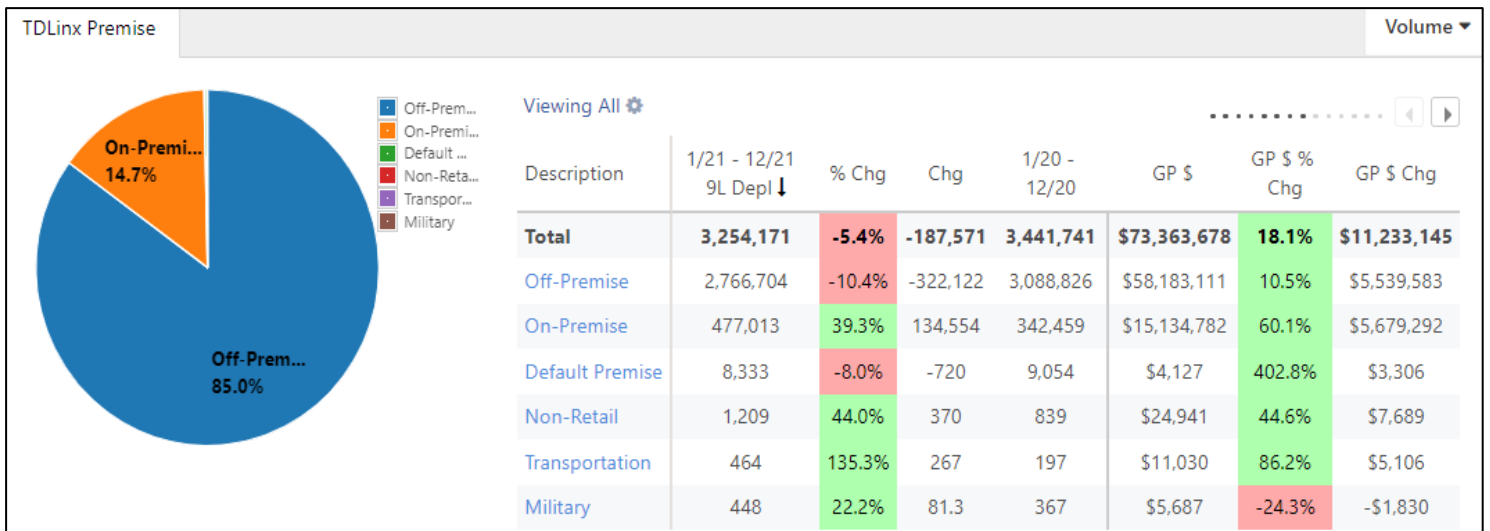 TDLinx Premise
Volume
Off-Prem...
On-Premi...
Default ...
Non-Reta...
Transpor...
Military
On-Premi...
14.7%
Off-Prem...
85.0%
Viewing All
Description 1/21 - 12/21 9L Depl % Chg Chg 1/20 - 12/20 GP $ GP $ % Chg GP $ Chg
Total 3,254,171 -5.4% -187,571 3,441,741 $73,363,678 18.1% $11,233,145
Off-Premise 2,766,704 -10.4% -322,122 3,088,826 $58,183,111 10.5% $5,539,583
On-Premise 477,013 39.3% 134,554 342,459 $15,134,782 60.1% $5,679,292
Default Premise 8,333 -8.0% -720 9,054 $4,127 402.8% $3,306
Non-Retail 1,209 44.0% 370 839 $24,941 44.6% $7,689
Transportation 464 135.3% 267 197 $11,030 86.2% $5,106
Military 448 22.2% 81.3 367 $5,687 -24.3% -$1,830